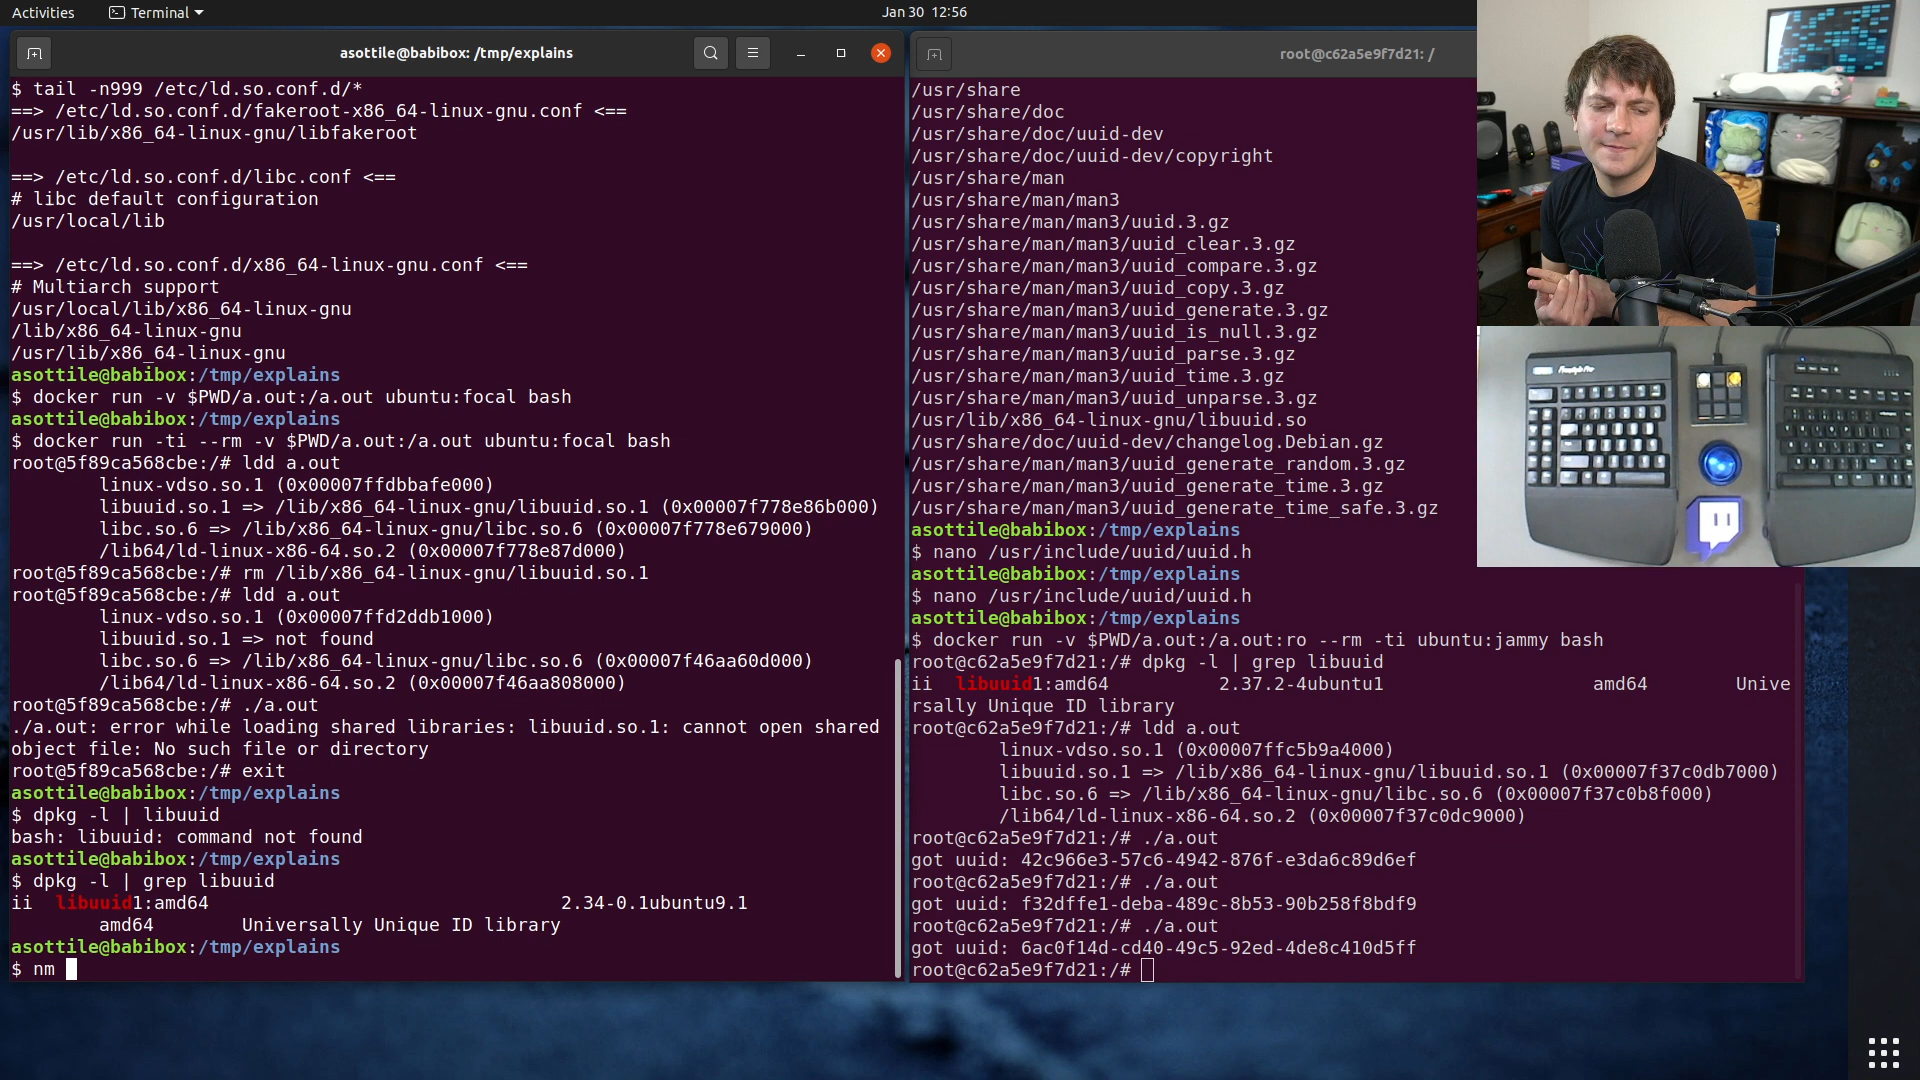 Activities
Terminal
Jan 30 12:56
asottile@babibox: /tmp/explains
$ tail -n999 /etc/ld.so.conf.d/*
==> /etc/ld.so.conf.d/fakeroot-x86_64-linux-gnu.conf <==
/usr/lib/x86_64-linux-gnu/libfakeroot
==> /etc/ld.so.conf.d/libc.conf <==
# libc default configuration
/usr/local/lib
==> /etc/ld.so.conf.d/x86_64-linux-gnu.conf <==
# Multiarch support
/usr/local/lib/x86_64-linux-gnu
/lib/x86_64-linux-gnu
/usr/lib/x86_64-linux-gnu
asottile@babibox:/tmp/explains
$ docker run -v $PWD/a.out:/a.out ubuntu:focal bash
asottile@babibox:/tmp/explains
$ docker run -ti --rm -v $PWD/a.out:/a.out ubuntu:focal bash
root@5f89ca568cbe:/# ldd a.out
linux-vdso.so.1 (0x00007ffdbbafe000)
libuuid.so.1 => /lib/x86_64-linux-gnu/libuuid.so.1 (0x00007f778e86b000)
libc.so.6 => /lib/x86_64-linux-gnu/libc.so.6 (0x00007f778e679000)
/lib64/ld-linux-x86-64.so.2 (0x00007f778e87d000)
root@5f89ca568cbe:/# rm /lib/x86_64-linux-gnu/libuuid.so.1
root@5f89ca568cbe:/# ldd a.out
linux-vdso.so.1 (0x00007ffd2ddb1000)
libuuid.so.1 => not found
libc.so.6 => /lib/x86_64-linux-gnu/libc.so.6 (0x00007f46aa60d000)
/lib64/ld-linux-x86-64.so.2 (0x00007f46aa808000)
root@5f89ca568cbe:/# ./a.out
./a.out: error while loading shared libraries: libuuid.so.1: cannot open shared
object file: No such file or directory
root@5f89ca568cbe:/# exit
asottile@babibox:/tmp/explains
$ dpkg -l | libuuid
bash: libuuid: command not found
asottile@babibox:/tmp/explains
$ dpkg -l | grep libuuid
ii  libuuid1:amd64 2.34-0.1ubuntu9.1
amd64 Universally Unique ID library
asottile@babibox:/tmp/explains
$ nm
root@c62a5e9f7d21: /
/usr/share
/usr/share/doc
/usr/share/doc/uuid-dev
/usr/share/doc/uuid-dev/copyright
/usr/share/man
/usr/share/man/man3
/usr/share/man/man3/uuid.3.gz
/usr/share/man/man3/uuid_clear.3.gz
/usr/share/man/man3/uuid_compare.3.gz
/usr/share/man/man3/uuid_copy.3.gz
/usr/share/man/man3/uuid_generate.3.gz
/usr/share/man/man3/uuid_is_null.3.gz
/usr/share/man/man3/uuid_parse.3.gz
/usr/share/man/man3/uuid_time.3.gz
/usr/share/man/man3/uuid_unparse.3.gz
/usr/lib/x86_64-linux-gnu/libuuid.so
/usr/share/doc/uuid-dev/changelog.Debian.gz
/usr/share/man/man3/uuid_generate_random.3.gz
/usr/share/man/man3/uuid_generate_time.3.gz
/usr/share/man/man3/uuid_generate_time_safe.3.gz
asottile@babibox:/tmp/explains
$ nano /usr/include/uuid/uuid.h
asottile@babibox:/tmp/explains
$ nano /usr/include/uuid/uuid.h
asottile@babibox:/tmp/explains
$ docker run -v $PWD/a.out:/a.out:ro --rm -ti ubuntu:jammy bash
root@c62a5e9f7d21:/# dpkg -l | grep libuuid
ii  libuuid1:amd64 2.37.2-4ubuntu1 amd64 Unive
rsally Unique ID library
root@c62a5e9f7d21:/# ldd a.out
linux-vdso.so.1 (0x00007ffc5b9a4000)
libuuid.so.1 => /lib/x86_64-linux-gnu/libuuid.so.1 (0x00007f37c0db7000)
libc.so.6 => /lib/x86_64-linux-gnu/libc.so.6 (0x00007f37c0b8f000)
/lib64/ld-linux-x86-64.so.2 (0x00007f37c0dc9000)
root@c62a5e9f7d21:/# ./a.out
got uuid: 42c966e3-57c6-4942-876f-e3da6c89d6ef
root@c62a5e9f7d21:/# ./a.out
got uuid: f32dffe1-deba-489c-8b53-90b258f8bdf9
root@c62a5e9f7d21:/# ./a.out
got uuid: 6ac0f14d-cd40-49c5-92ed-4de8c410d5ff
root@c62a5e9f7d21:/#